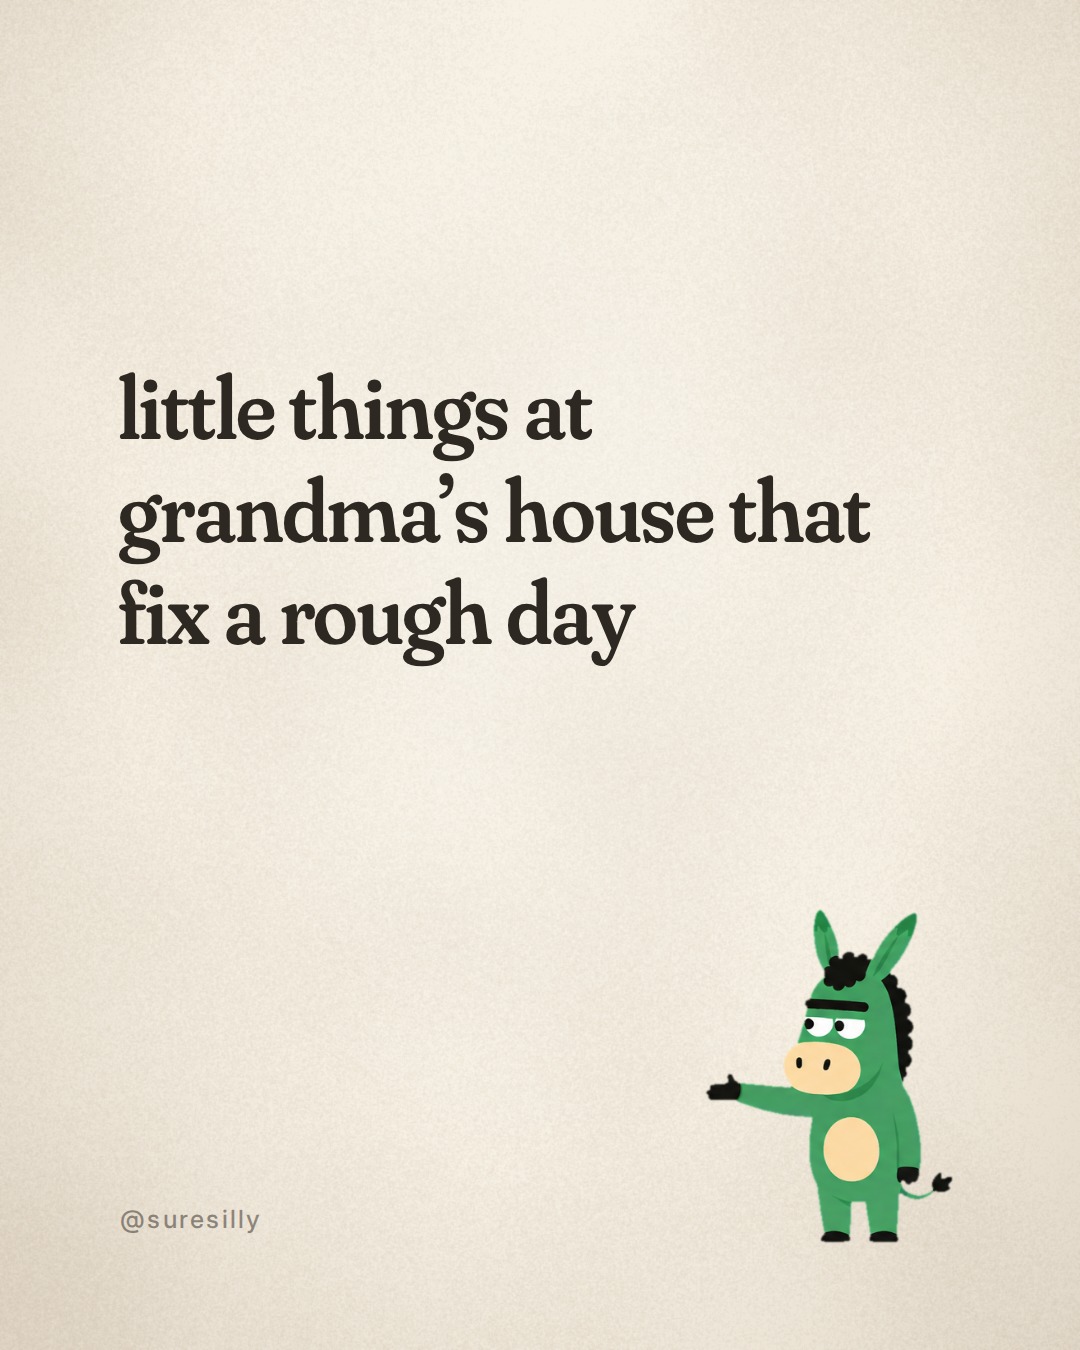 little things at
grandma’s house that
fix a rough day
@suresilly